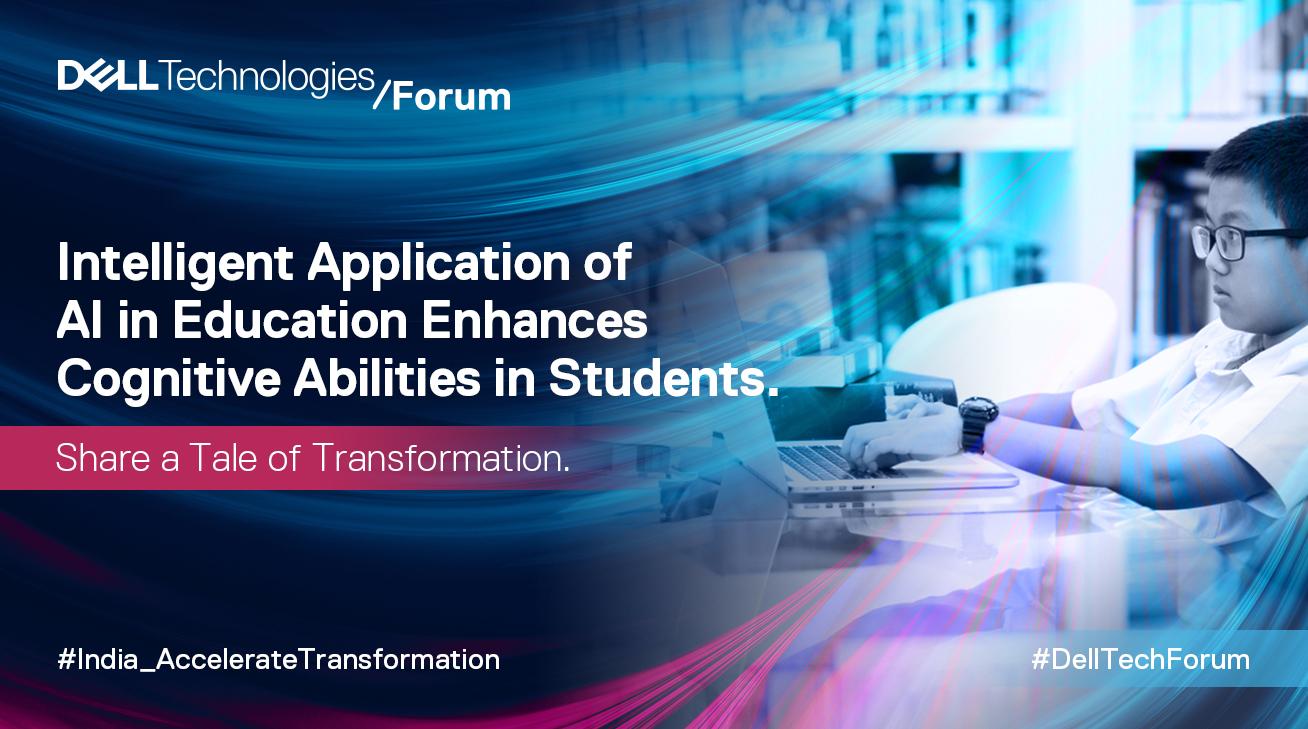 DELLTechnologies/Forum
Intelligent Application of
AI in Education Enhances
Cognitive Abilities in Students.
Share a Tale of Transformation.
#India_AccelerateTransformation
#DellTechForum